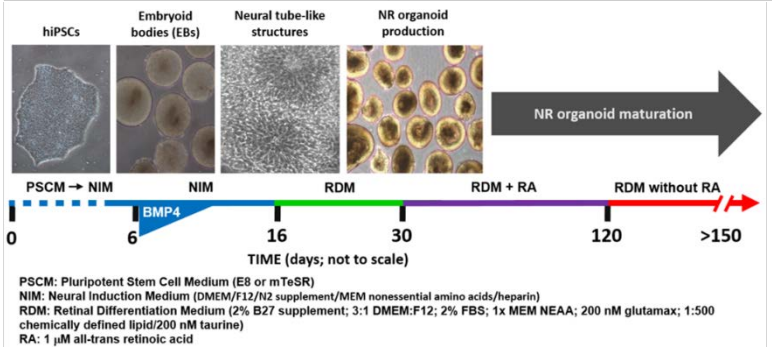 hiPSCs
Embryoid
bodies (EBs)
Neural tube-like
structures
NR organoid
production
NR organoid maturation
PSCM → NIM
NIM
RDM
RDM + RA
RDM without RA
BMP4
0
6
16
30
120
>150
TIME (days; not to scale)
PSCM: Pluripotent Stem Cell Medium (E8 or mTeSR)
NIM: Neural Induction Medium (DMEM/F12/N2 supplement/MEM nonessential amino acids/heparin)
RDM: Retinal Differentiation Medium (2% B27 supplement; 3:1 DMEM:F12; 2% FBS; 1x MEM NEAA; 200 nM glutamax; 1:500
chemically defined lipid/200 nM taurine)
RA: 1 μM all-trans retinoic acid